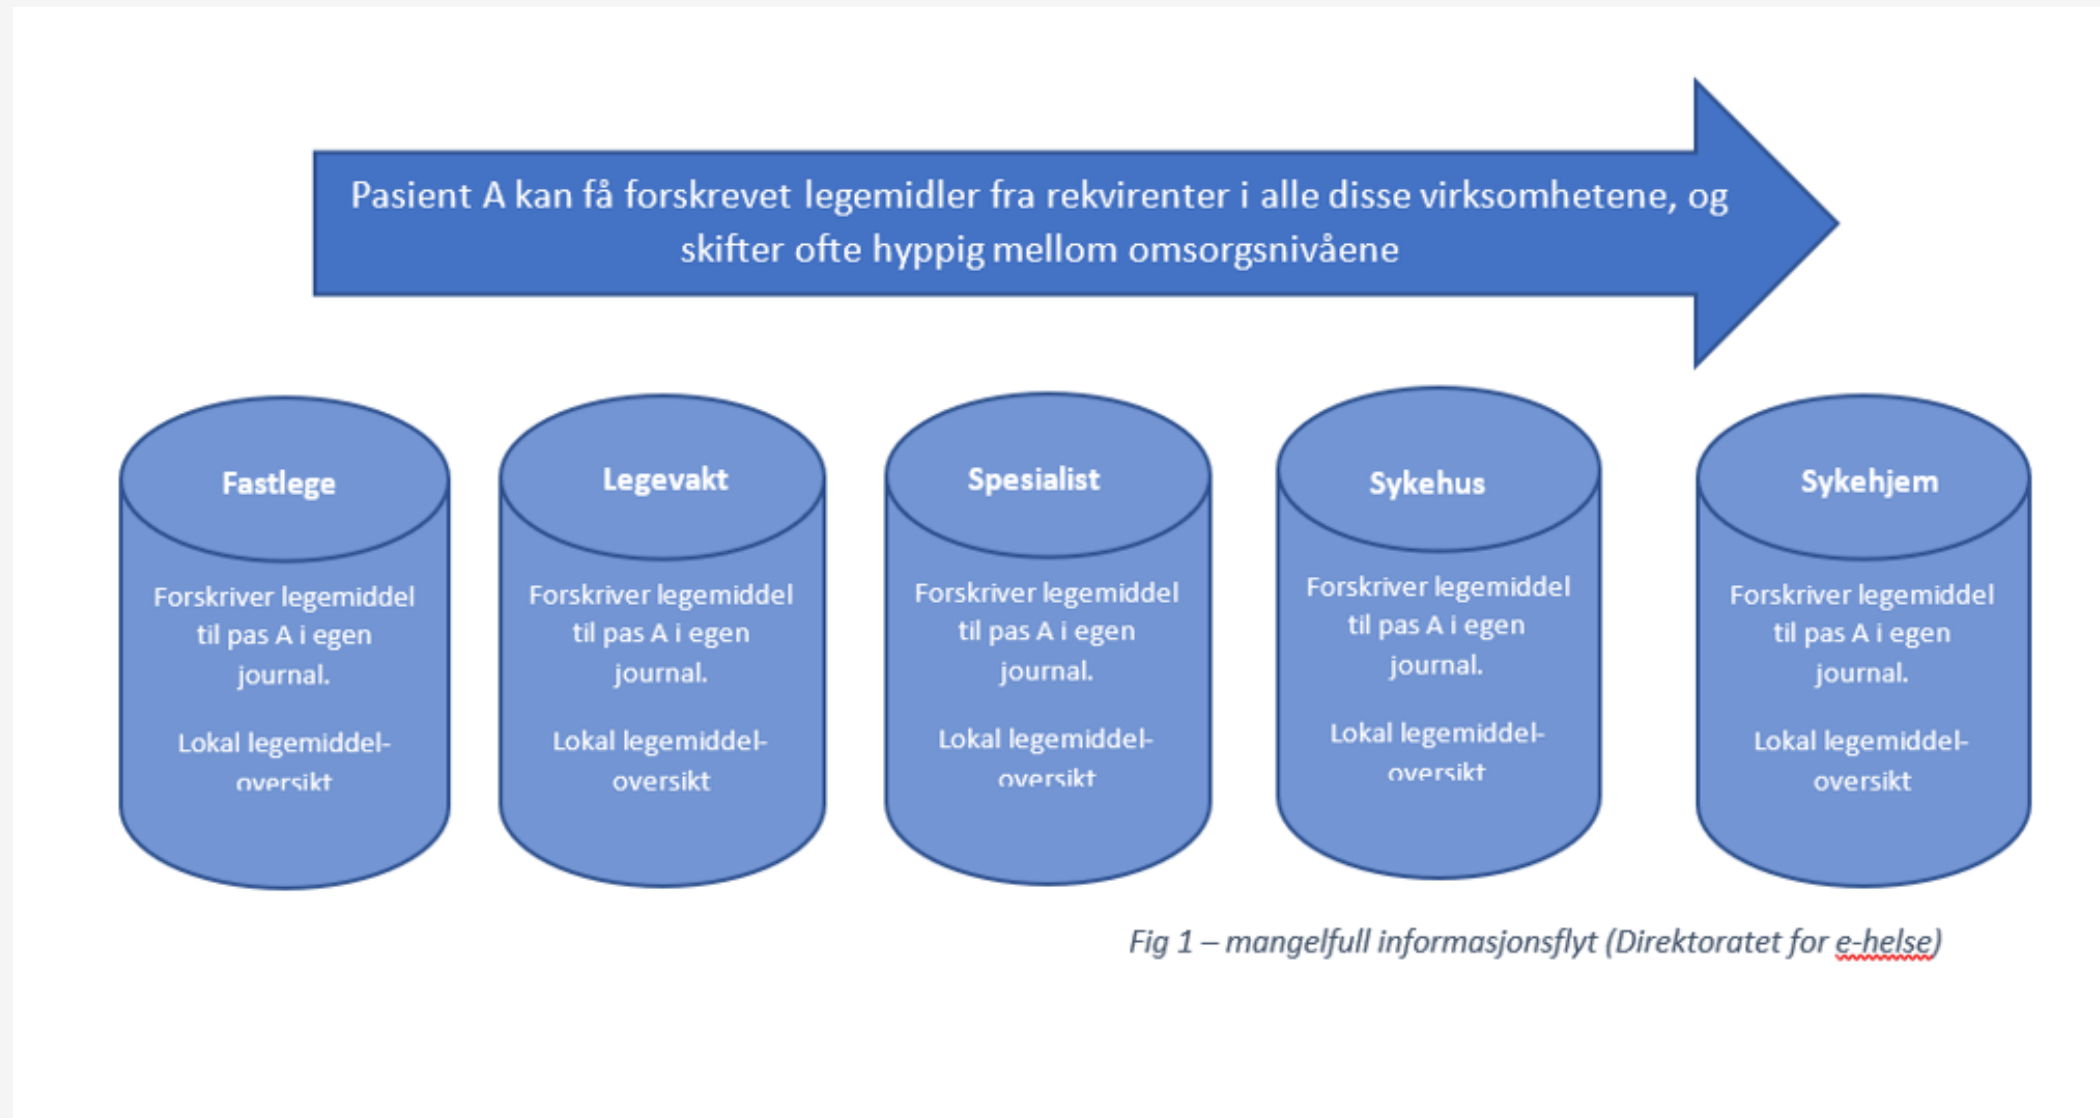 Pasient A kan få forskrevet legemidler fra rekvirenter i alle disse virksomhetene, og
skifter ofte hyppig mellom omsorgsnivåene
Fastlege
Forskriver legemiddel
til pas A i egen
journal.
Lokal legemiddel-
oversikt
Legevakt
Forskriver legemiddel
til pas A i egen
journal.
Lokal legemiddel-
oversikt
Spesialist
Forskriver legemiddel
til pas A i egen
journal.
Lokal legemiddel-
oversikt
Sykehus
Forskriver legemiddel
til pas A i egen
journal.
Lokal legemiddel-
oversikt
Sykehjem
Forskriver legemiddel
til pas A i egen
journal.
Lokal legemiddel-
oversikt
Fig 1 – mangelfull informasjonsflyt (Direktoratet for e-helse)